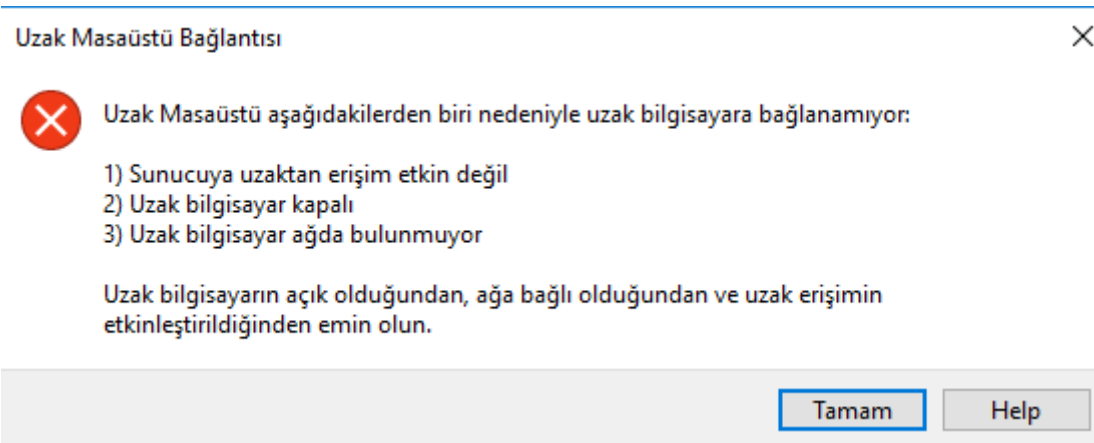 Uzak Masaüstü Bağlantısı
Uzak Masaüstü aşağıdakilerden biri nedeniyle uzak bilgisayara bağlanamıyor:
1) Sunucuya uzaktan erişim etkin değil
2) Uzak bilgisayar kapalı
3) Uzak bilgisayar ağda bulunmuyor
Uzak bilgisayarın açık olduğundan, ağa bağlı olduğundan ve uzak erişimin
etkinleştirildiğinden emin olun.
Tamam
Help